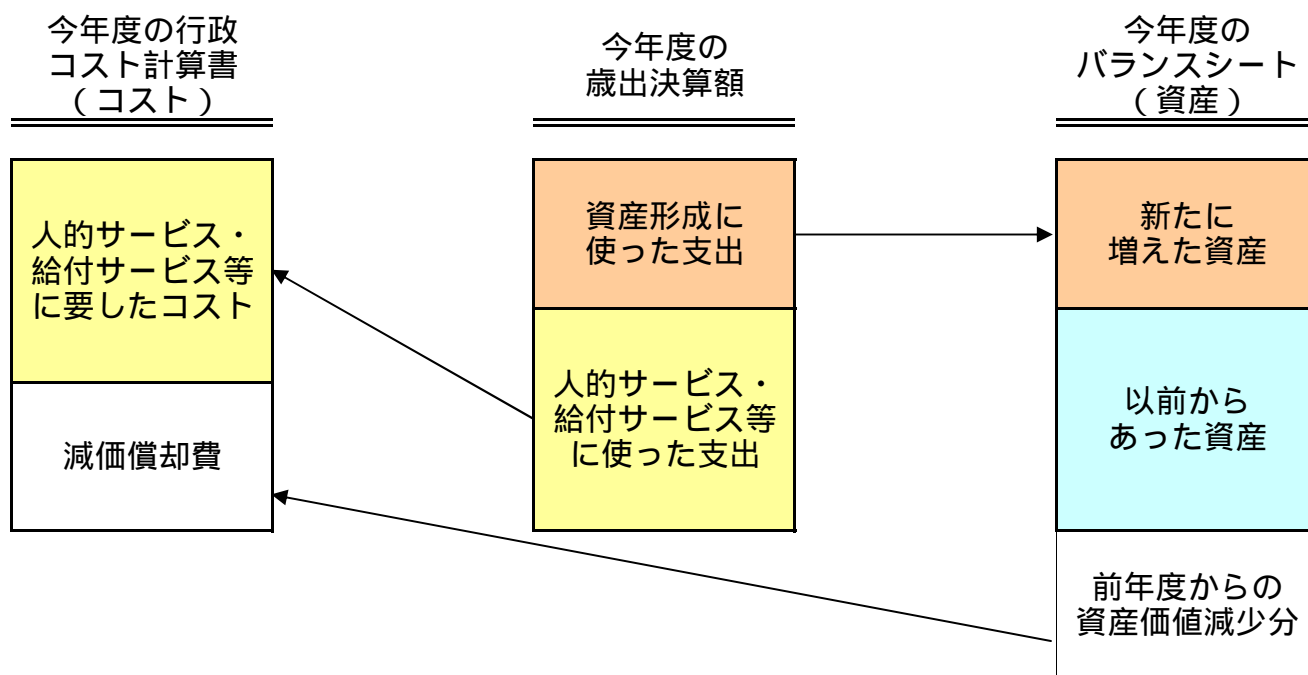 今年度の行政
コスト計算書
（コスト）
今年度の
歳出決算額
今年度の
バランスシート
（資産）
人的サービス・
給付サービス等
に要したコスト
減価償却費
資産形成に
使った支出
人的サービス・
給付サービス等
に使った支出
新たに
増えた資産
以前から
あった資産
前年度からの
資産価値減少分